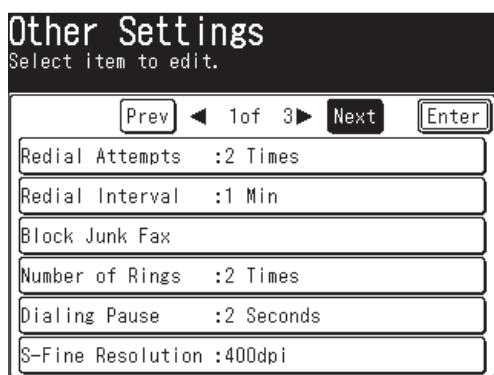 Other Settings
Select item to edit.
Prev ◀ 1of 3▶ Next Enter
Redial Attempts :2 Times
Redial Interval :1 Min
Block Junk Fax
Number of Rings :2 Times
Dialing Pause :2 Seconds
S-Fine Resolution :400dpi